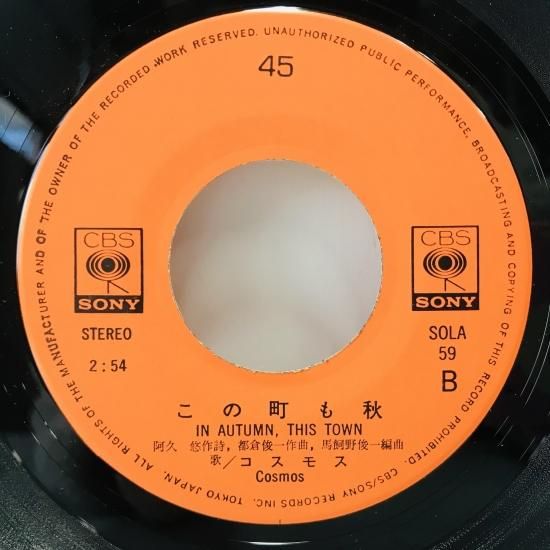 ALL RIGHTS OF THE MANUFACTURER AND OF THE OWNER OF THE RECORDED WORK RESERVED. UNAUTHORIZED PUBLIC PERFORMANCE, BROADCASTING AND COPYING OF THIS RECORD PROHIBITED. CBS/SONY RECORDS INC. TOKYO JAPAN.
45
CBS
SONY
STEREO
2:54
CBS
SONY
SOLA
59
B
この町も秋
IN AUTUMN, THIS TOWN
阿久 悠作詩, 都倉俊一作曲, 馬飼野俊一編曲
歌/コスモス
Cosmos